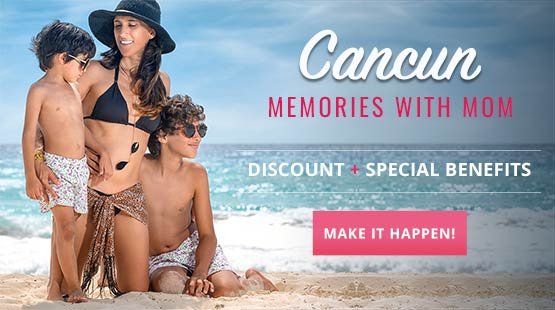 Cancun
MEMORIES WITH MOM
DISCOUNT + SPECIAL BENEFITS
MAKE IT HAPPEN!